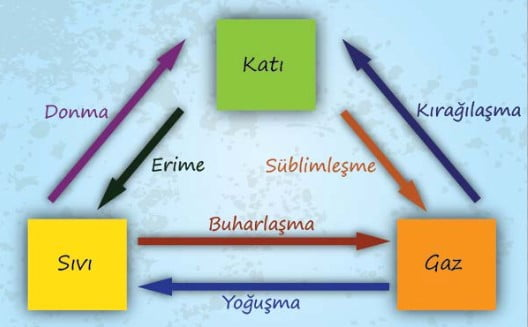 Katı
Donma
Kırağılaşma
Erime
Süblimleşme
Buharlaşma
Sıvı
Gaz
Yoğuşma